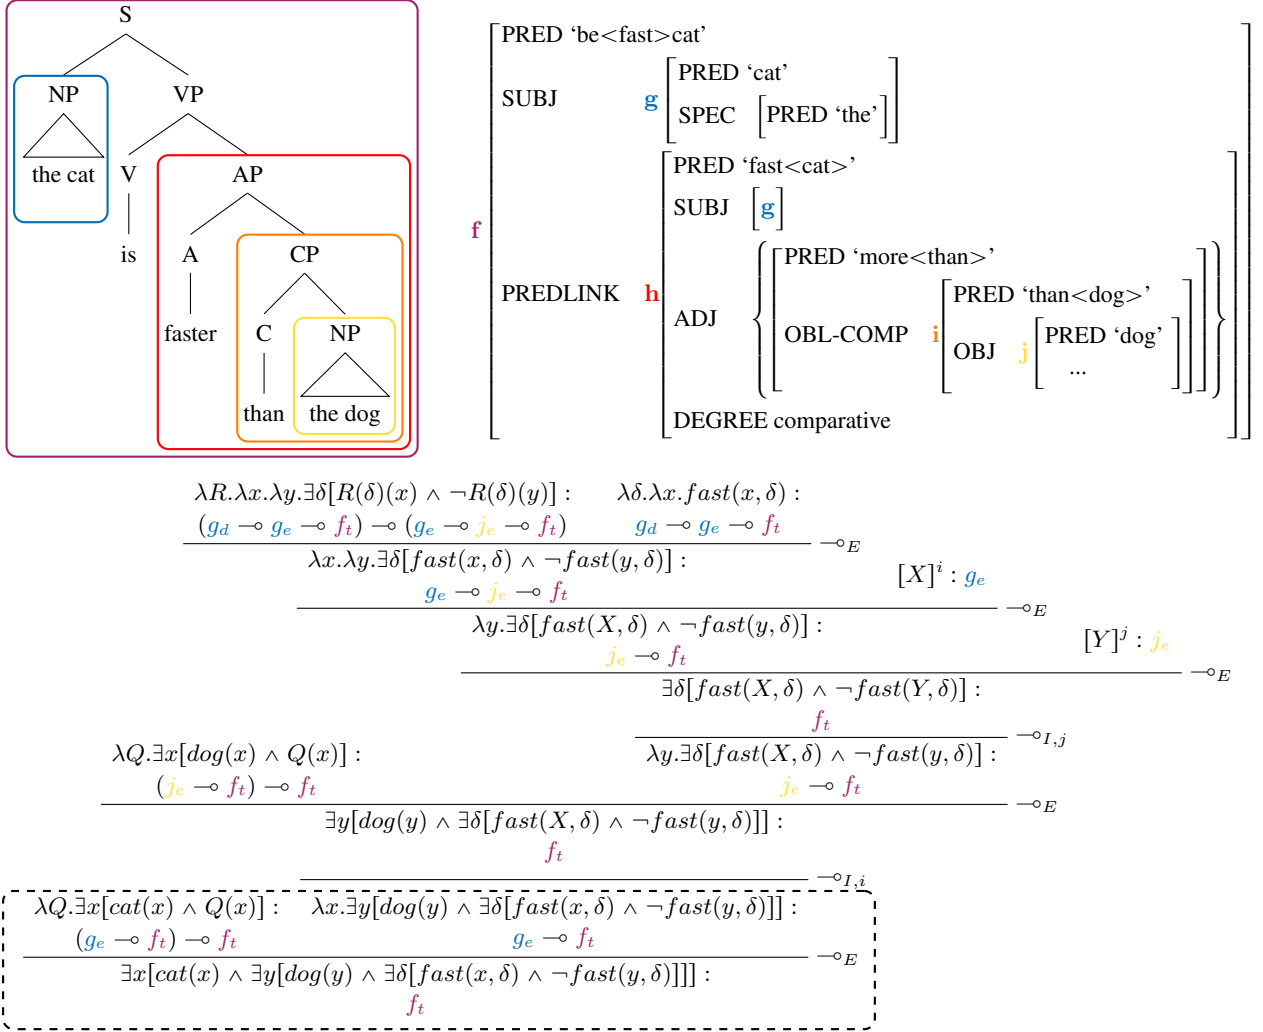 S
NP VP
the cat V AP
is A CP
faster C NP
than the dog
f
PRED ‘be<fast>cat’
SUBJ g
PRED ‘cat’
SPEC [PRED ‘the’]
PREDLINK h
PRED ‘fast<cat>’
SUBJ [g]
ADJ
PRED ‘more<than>’
OBL-COMP i
PRED ‘than<dog>’
OBJ j
PRED ‘dog’
...
DEGREE comparative
λR.λx.λy.∃δ[R(δ)(x) ∧ ¬R(δ)(y)] : λδ.λx.fast(x, δ) :
(g_d ⊸ g_e ⊸ f_t) ⊸ (g_e ⊸ j_e ⊸ f_t) g_d ⊸ g_e ⊸ f_t
⊸_E
λx.λy.∃δ[fast(x, δ) ∧ ¬fast(y, δ)] :
g_e ⊸ j_e ⊸ f_t [X]^i : g_e
⊸_E
λy.∃δ[fast(X, δ) ∧ ¬fast(y, δ)] :
j_e ⊸ f_t [Y]^j : j_e
⊸_E
∃δ[fast(X, δ) ∧ ¬fast(Y, δ)] :
f_t
⊸_{I,j}
λQ.∃x[dog(x) ∧ Q(x)] : λy.∃δ[fast(X, δ) ∧ ¬fast(y, δ)] :
(j_e ⊸ f_t) ⊸ f_t j_e ⊸ f_t
⊸_E
∃y[dog(y) ∧ ∃δ[fast(X, δ) ∧ ¬fast(y, δ)]] :
f_t
⊸_{I,i}
λQ.∃x[cat(x) ∧ Q(x)] : λx.∃y[dog(y) ∧ ∃δ[fast(x, δ) ∧ ¬fast(y, δ)]] :
(g_e ⊸ f_t) ⊸ f_t g_e ⊸ f_t
⊸_E
∃x[cat(x) ∧ ∃y[dog(y) ∧ ∃δ[fast(x, δ) ∧ ¬fast(y, δ)]]] :
f_t